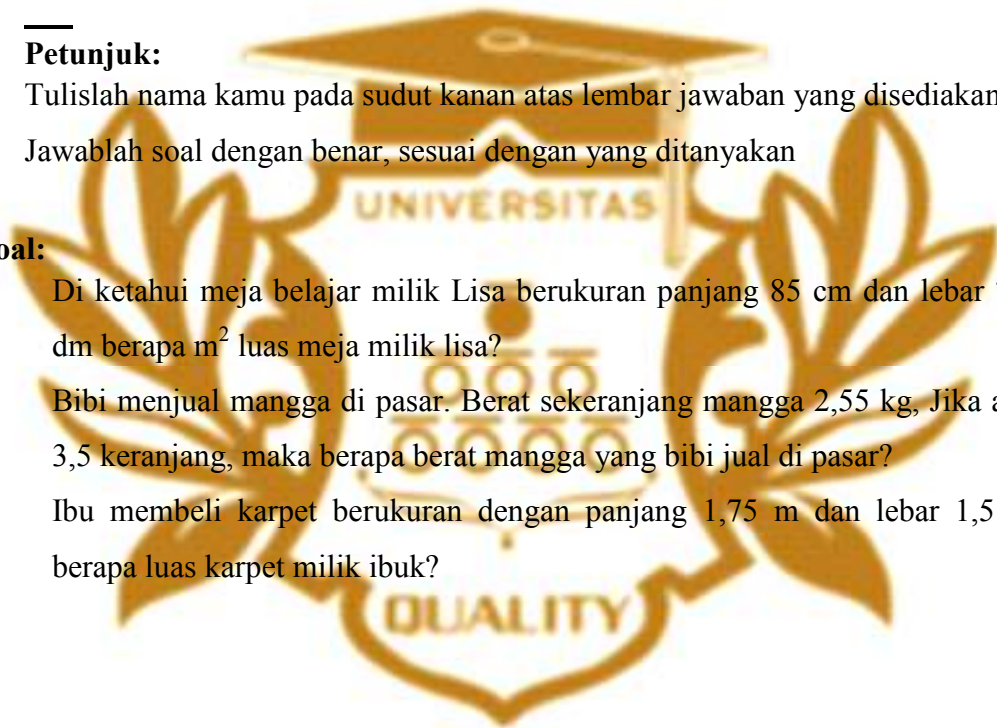 Petunjuk:
Tulislah nama kamu pada sudut kanan atas lembar jawaban yang disediakan
Jawablah soal dengan benar, sesuai dengan yang ditanyakan
UNIVERSITAS
oal:
Di ketahui meja belajar milik Lisa berukuran panjang 85 cm dan lebar
dm berapa m² luas meja milik lisa?
Bibi menjual mangga di pasar. Berat sekeranjang mangga 2,55 kg, Jika a
3,5 keranjang, maka berapa berat mangga yang bibi jual di pasar?
Ibu membeli karpet berukuran dengan panjang 1,75 m dan lebar 1,5
berapa luas karpet milik ibuk?
QUALITY